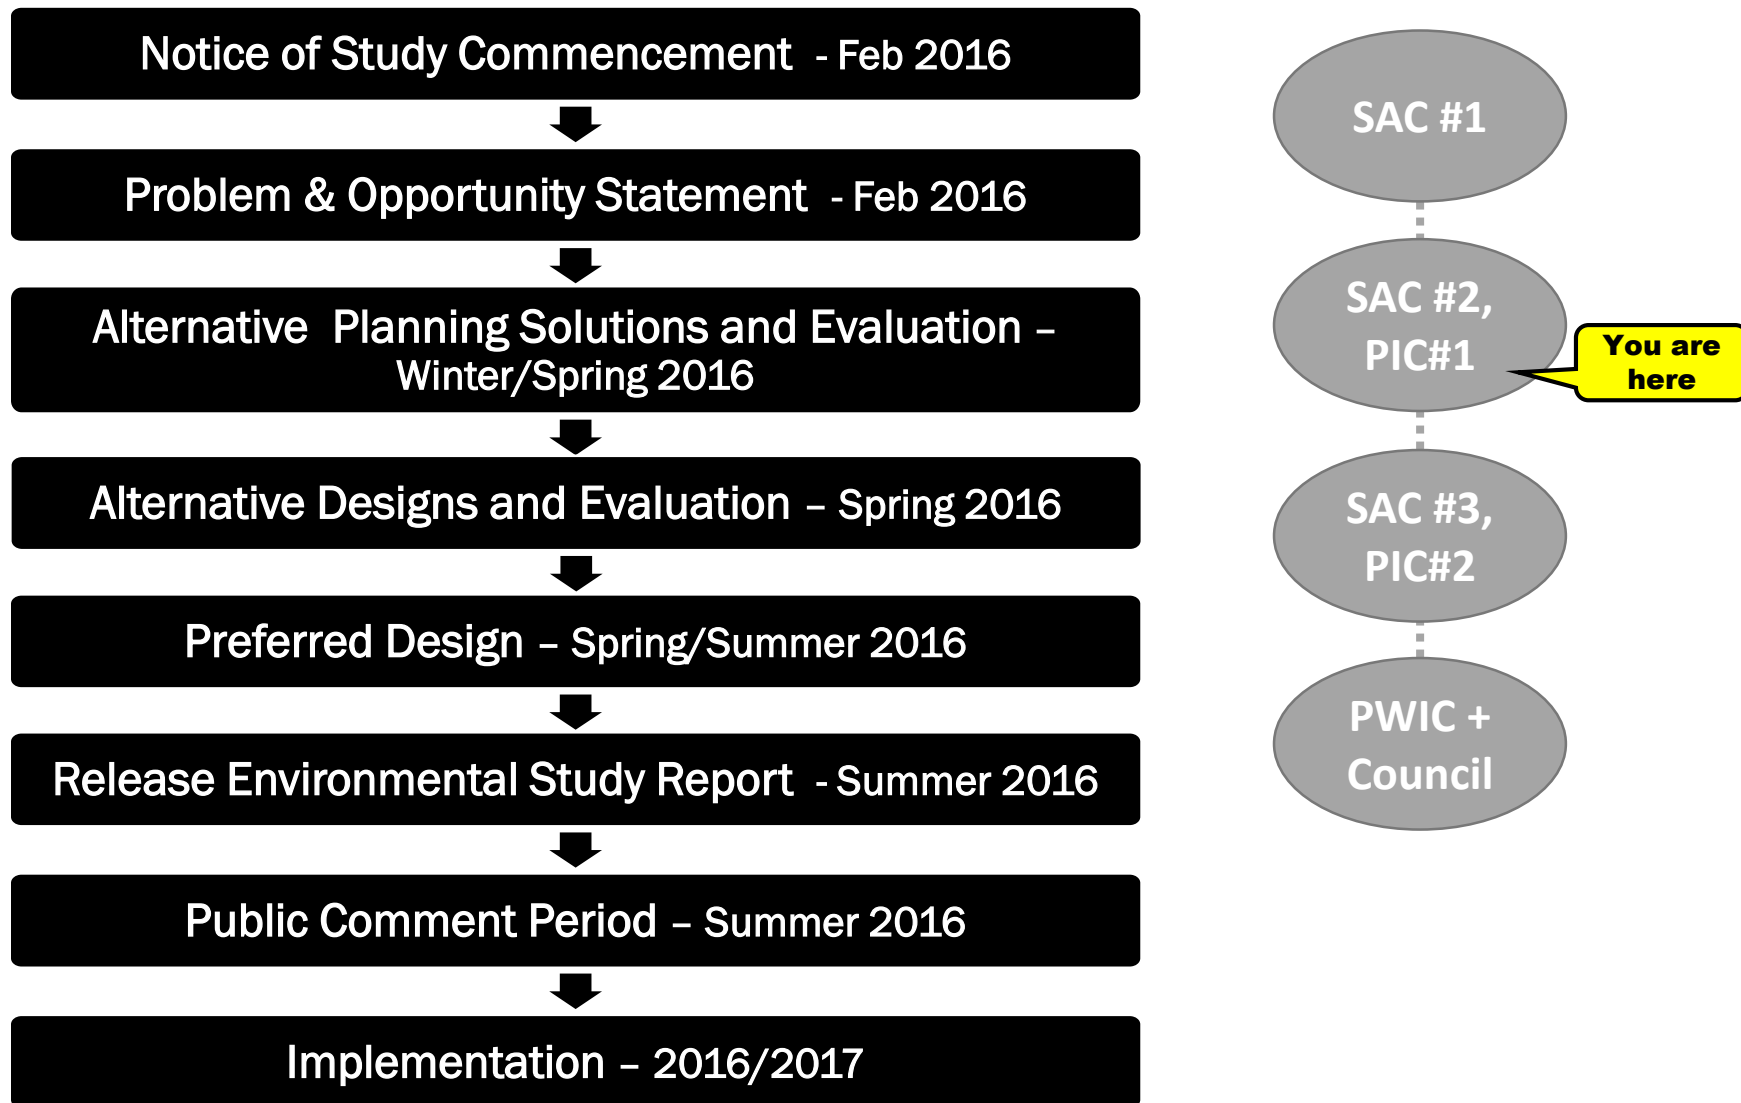 Notice of Study Commencement - Feb 2016
Problem & Opportunity Statement - Feb 2016
Alternative Planning Solutions and Evaluation –
Winter/Spring 2016
Alternative Designs and Evaluation – Spring 2016
Preferred Design – Spring/Summer 2016
Release Environmental Study Report - Summer 2016
Public Comment Period – Summer 2016
Implementation – 2016/2017
SAC #1
SAC #2,
PIC#1
You are
here
SAC #3,
PIC#2
PWIC +
Council